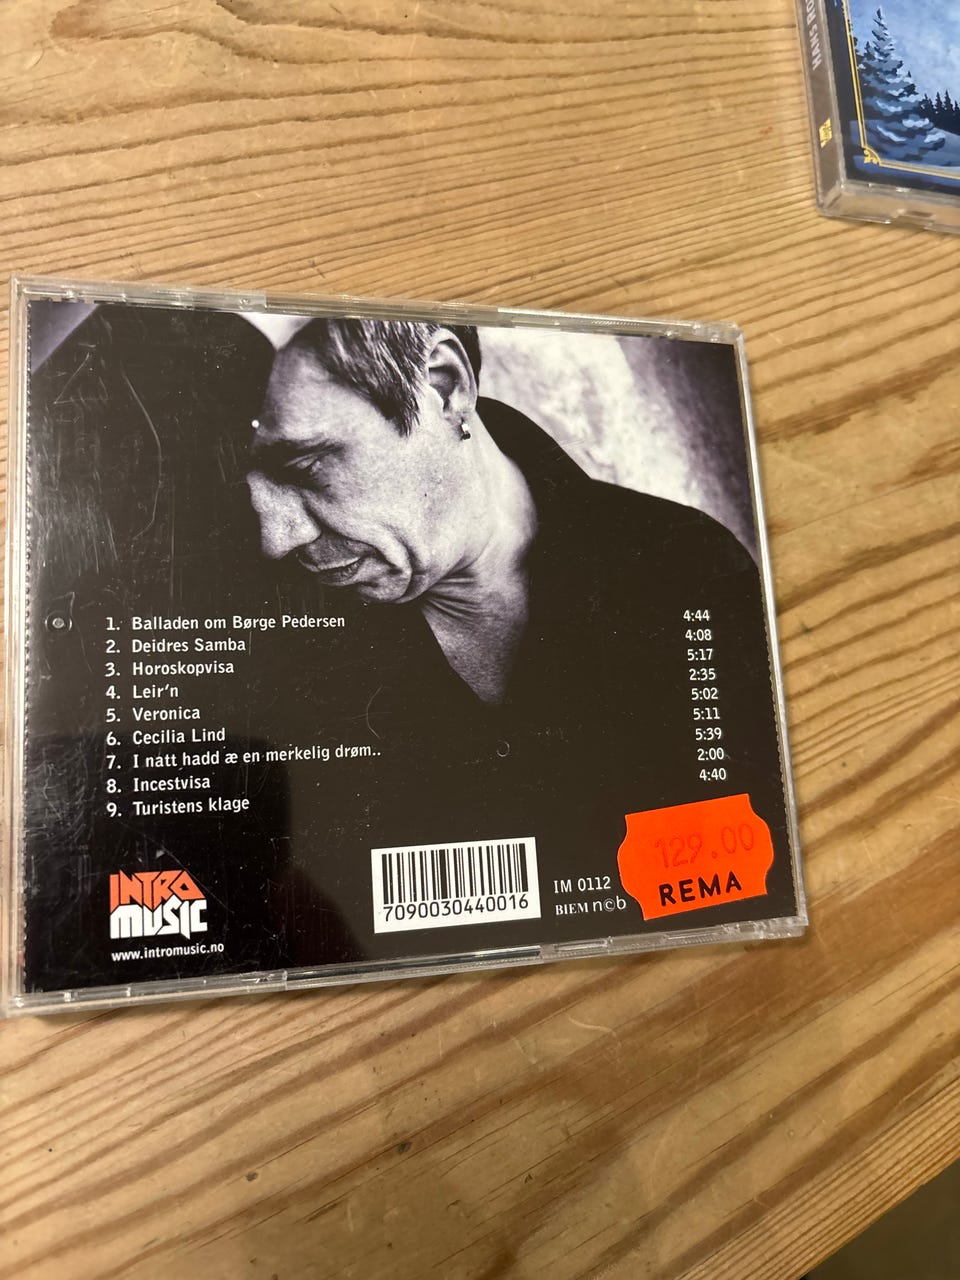 HANS RO
1. Balladen om Børge Pedersen 4:44
2. Deidres Samba 4:08
3. Horoskopvisa 5:17
4. Leir'n 2:35
5. Veronica 5:02
6. Cecilia Lind 5:11
7. I natt hadd æ en merkelig drøm.. 5:39
8. Incestvisa 2:00
9. Turistens klage 4:40
INTRO
MUSIC
www.intromusic.no
7090030440016
IM 0112
BIEM n©b
129.00
REMA